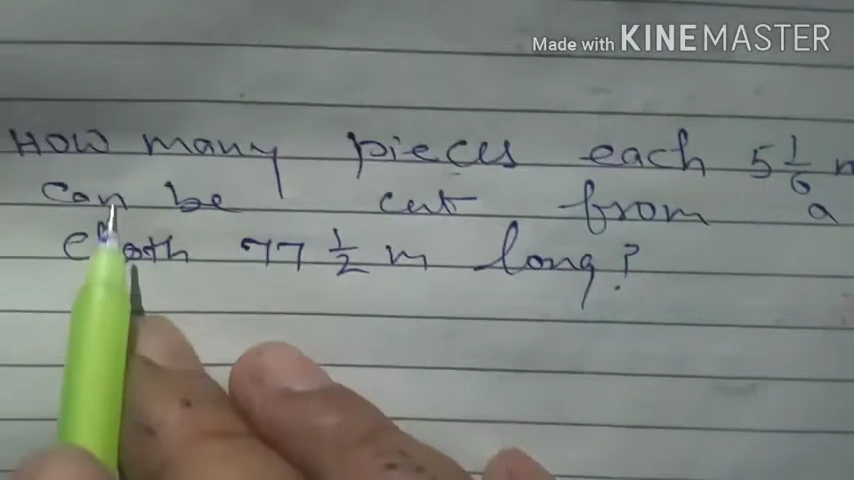 Made with KINEMASTER
How many pieces each 5 1/6 m
can be cut from a
cloth 77 1/2 m long?